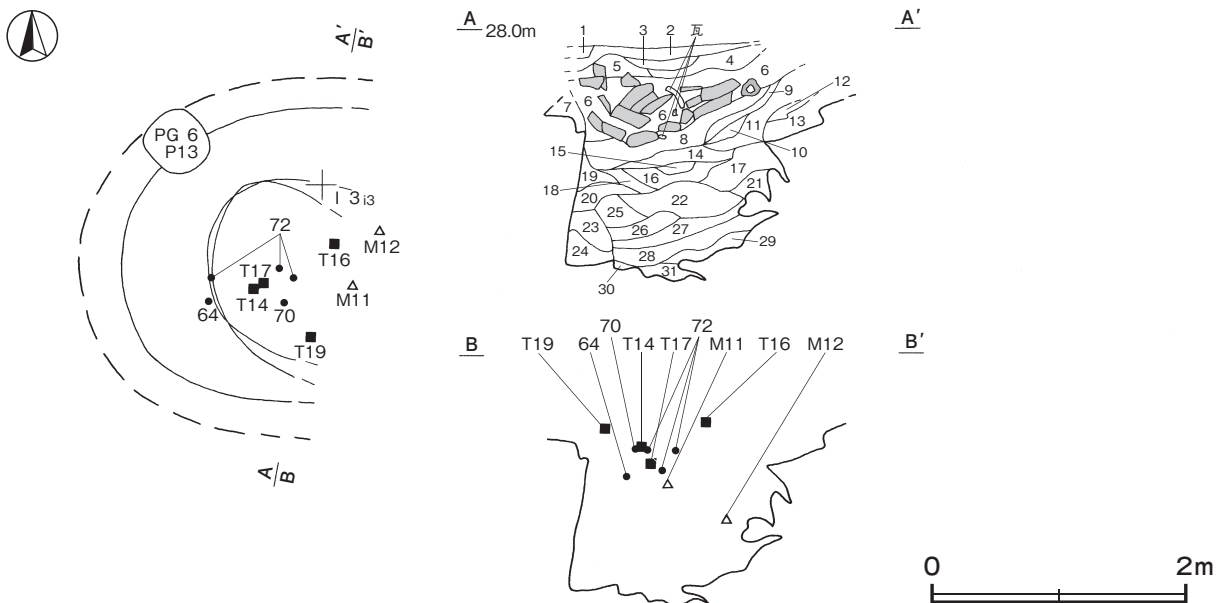 A A'
B'
PG 6
P13
I 3 i3
72
M12
T16
T17
T14
M11
64
70
T19
A
B
A 28.0m A'
瓦
1 3 2
5 4
6
12
7 6 6 9
11 13
8
15 14 10
17
19 16 21
18
20 22
25
23 26 27
24 28 29
30 31
70 72
B T19 64 T14 T17 M11 T16 M12 B'
0 2m